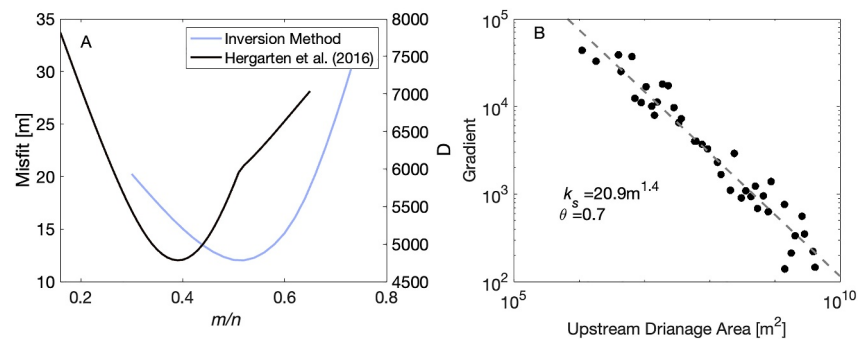 A
Inversion Method
Hergarten et al. (2016)
Misfit [m]
35
30
25
20
15
10
0.2
0.4
0.6
0.8
m/n
8000
7500
7000
6500
6000
5500
5000
4500
D
B
Gradient
10^5
10^4
10^3
10^2
k_s =20.9m^1.4
θ =0.7
10^5
10^10
Upstream Drianage Area [m^2]